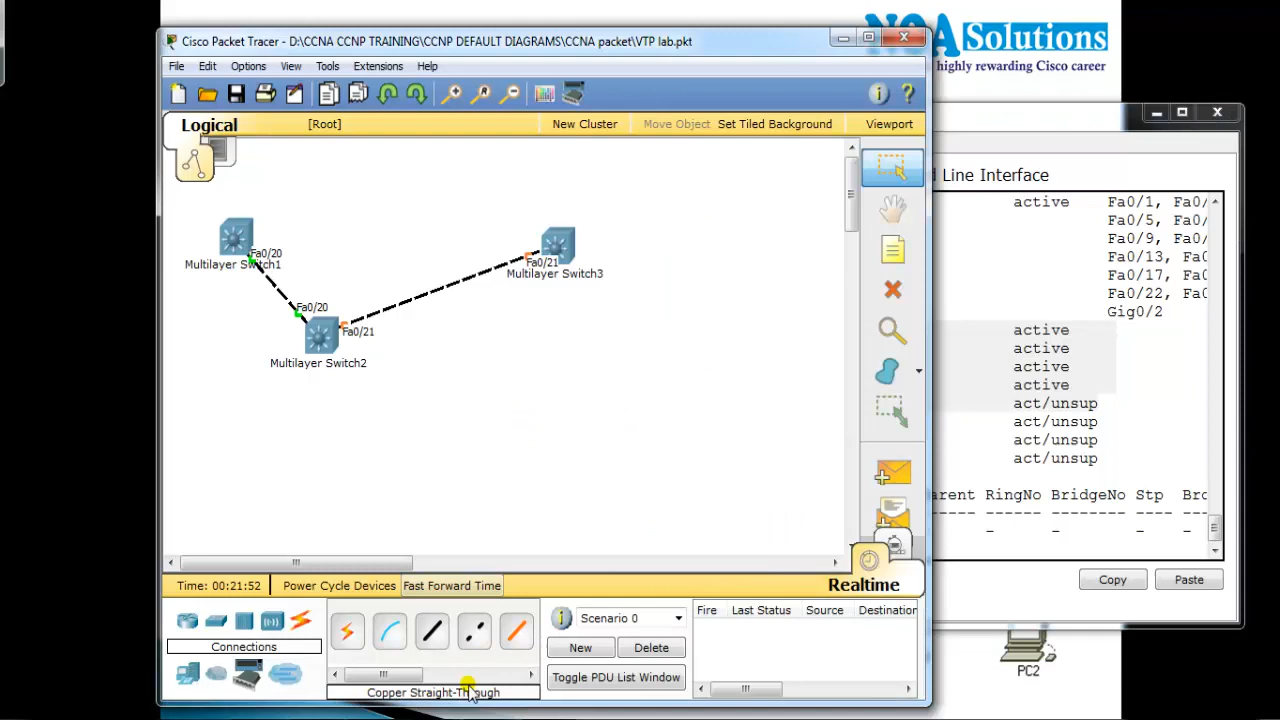 NOA Solutions
highly rewarding Cisco career
Cisco Packet Tracer - D:\CCNA CCNP TRAINING\CCNP DEFAULT DIAGRAMS\CCNA packet\VTP lab.pkt
File Edit Options View Tools Extensions Help
Logical [Root] New Cluster Move Object Set Tiled Background Viewport
Fa0/20
Multilayer Switch1
Fa0/21
Multilayer Switch3
Fa0/20
Fa0/21
Multilayer Switch2
d Line Interface
active Fa0/1, Fa0/
Fa0/5, Fa0/
Fa0/9, Fa0/
Fa0/13, Fa0/
Fa0/17, Fa0/
Fa0/22, Fa0
Gig0/2
active
active
active
active
act/unsup
act/unsup
act/unsup
act/unsup
arent RingNo BridgeNo Stp Brd
- - -
Copy Paste
Time: 00:21:52 Power Cycle Devices Fast Forward Time Realtime
Connections
Copper Straight-Through
Scenario 0
New Delete
Toggle PDU List Window
Fire Last Status Source Destination
PC2